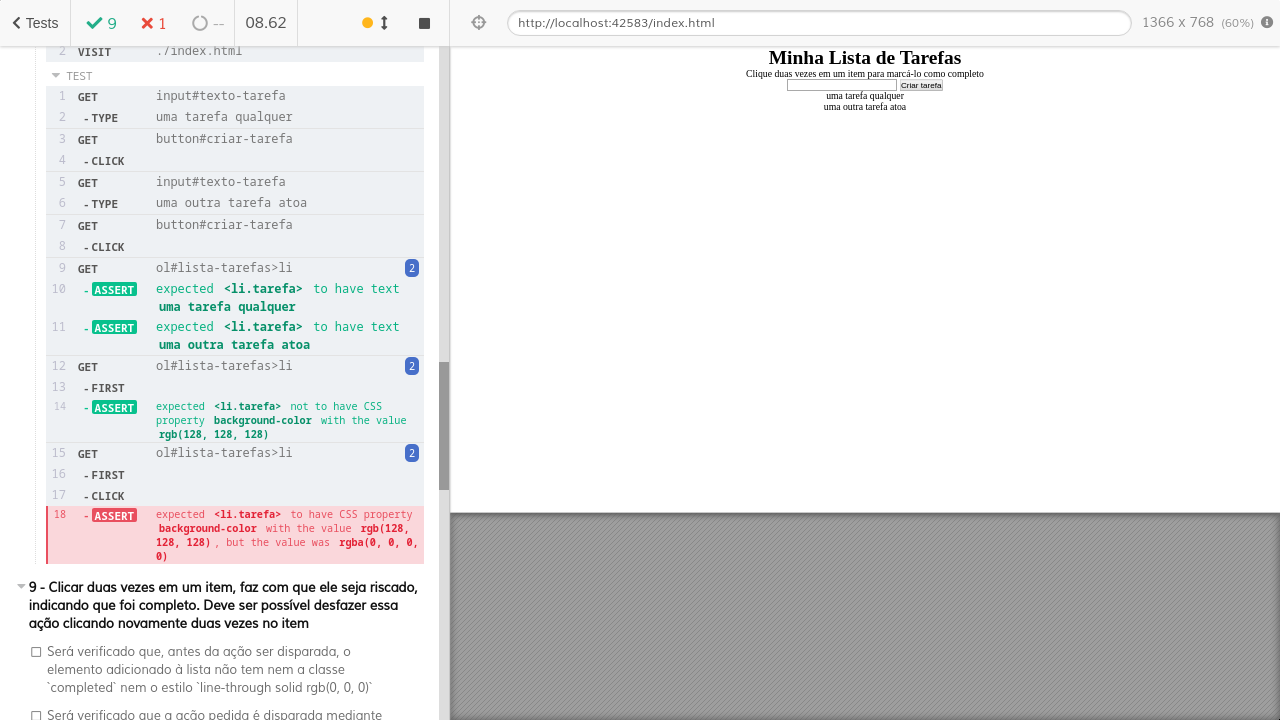 Tests 9 1 -- 08.62 http://localhost:42583/index.html 1366 x 768 (60%)
2 VISIT ./index.html
TEST
1 GET input#texto-tarefa
2 - TYPE uma tarefa qualquer
3 GET button#criar-tarefa
4 - CLICK
5 GET input#texto-tarefa
6 - TYPE uma outra tarefa atoa
7 GET button#criar-tarefa
8 - CLICK
9 GET ol#lista-tarefas>li 2
10 - ASSERT expected <li.tarefa> to have text
uma tarefa qualquer
11 - ASSERT expected <li.tarefa> to have text
uma outra tarefa atoa
12 GET ol#lista-tarefas>li 2
13 - FIRST
14 - ASSERT expected <li.tarefa> not to have CSS
property background-color with the value
rgb(128, 128, 128)
15 GET ol#lista-tarefas>li 2
16 - FIRST
17 - CLICK
18 - ASSERT expected <li.tarefa> to have CSS property
background-color with the value rgb(128,
128, 128), but the value was rgba(0, 0, 0,
0)
9 - Clicar duas vezes em um item, faz com que ele seja riscado,
indicando que foi completo. Deve ser possível desfazer essa
ação clicando novamente duas vezes no item
Será verificado que, antes da ação ser disparada, o
elemento adicionado à lista não tem nem a classe
`completed` nem o estilo `line-through solid rgb(0, 0, 0)`
Será verificado que a ação pedida é disparada mediante
Minha Lista de Tarefas
Clique duas vezes em um item para marcá-lo como completo
Criar tarefa
uma tarefa qualquer
uma outra tarefa atoa